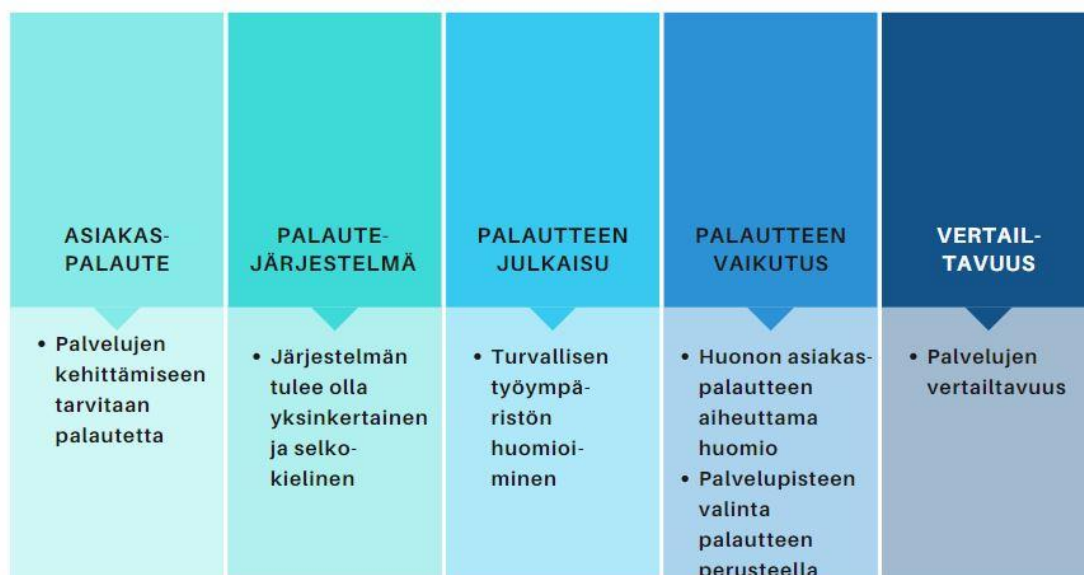 ASIAKAS-
PALAUTE
• Palvelujen
kehittämiseen
tarvitaan
palautetta
PALAUTE-
JÄRJESTELMÄ
• Järjestelmän
tulee olla
yksinkertainen
ja selko-
kielinen
PALAUTTEEN
JULKAISU
• Turvallisen
työympä-
ristön
huomioi-
minen
PALAUTTEEN
VAIKUTUS
• Huonon asiakas-
palautteen
aiheuttama
huomio
• Palvelupisteen
valinta
palautteen
perusteella
VERTAIL-
TAVUUS
• Palvelujen
vertailtavuus